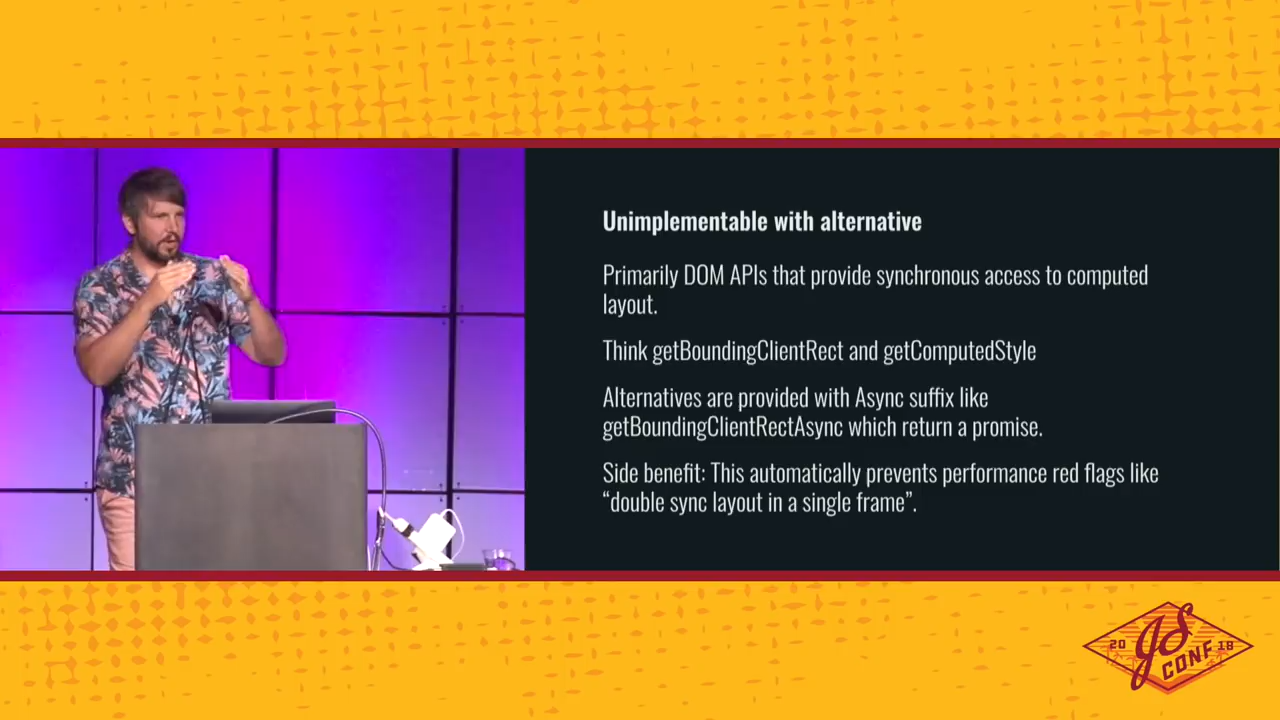 Unimplementable with alternative
Primarily DOM APIs that provide synchronous access to computed
layout.
Think getBoundingClientRect and getComputedStyle
Alternatives are provided with Async suffix like
getBoundingClientRectAsync which return a promise.
Side benefit: This automatically prevents performance red flags like
“double sync layout in a single frame”.
20 JS 18
CONF